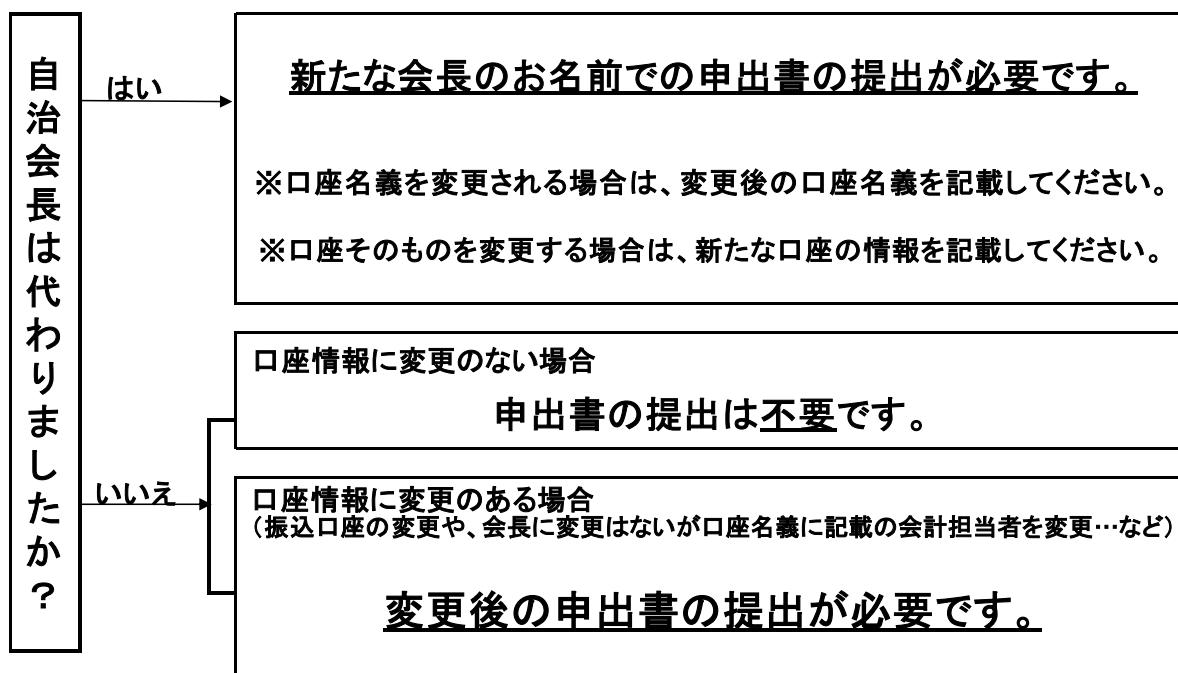 自治会長は代わりましたか？
はい
新たな会長のお名前での申出書の提出が必要です。
※口座名義を変更される場合は、変更後の口座名義を記載してください。
※口座そのものを変更する場合は、新たな口座の情報を記載してください。
いいえ
口座情報に変更のない場合
申出書の提出は不要です。
口座情報に変更のある場合
（振込口座の変更や、会長に変更はないが口座名義に記載の会計担当者を変更…など）
変更後の申出書の提出が必要です。